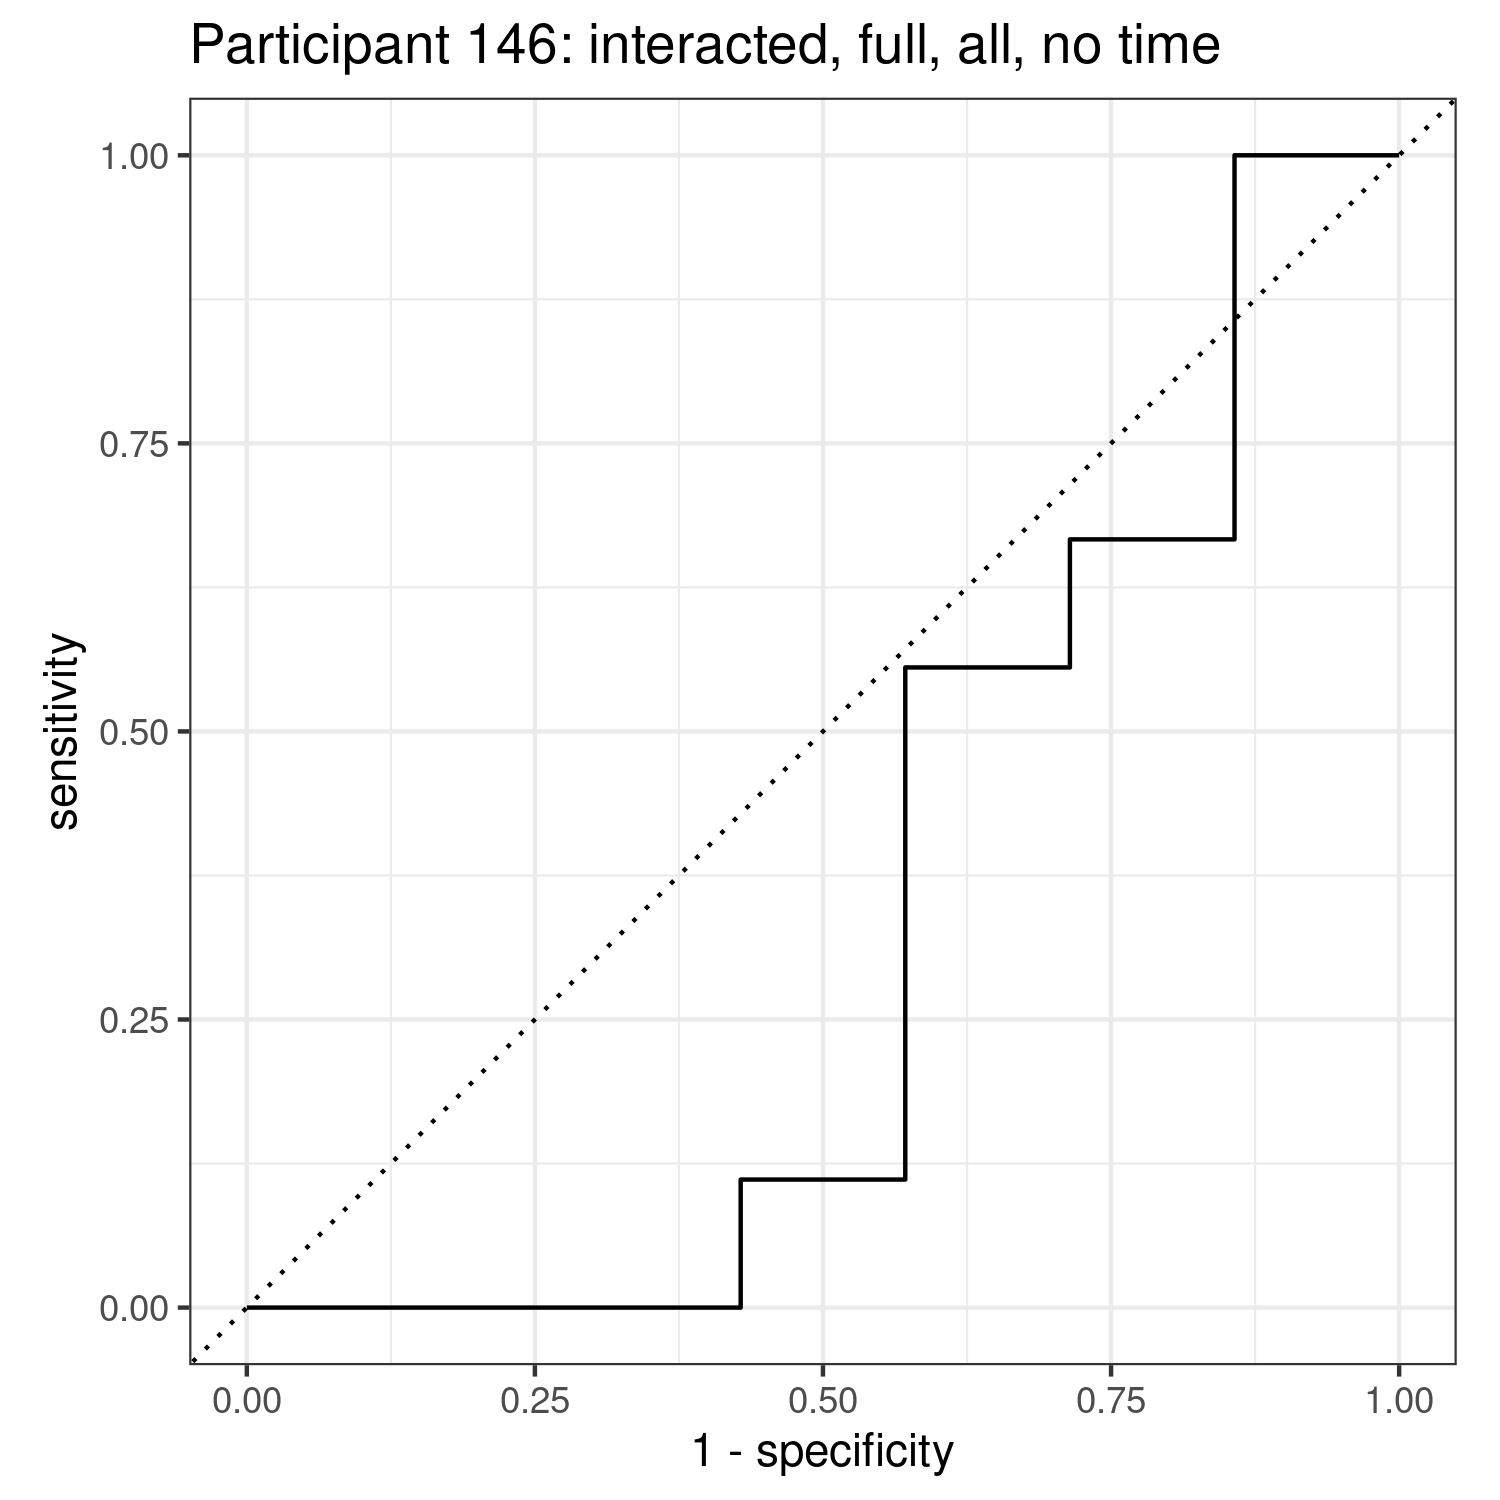 Participant 146: interacted, full, all, no time
1.00
0.75
0.50
0.25
0.00
sensitivity
0.00 0.25 0.50 0.75 1.00
1 - specificity